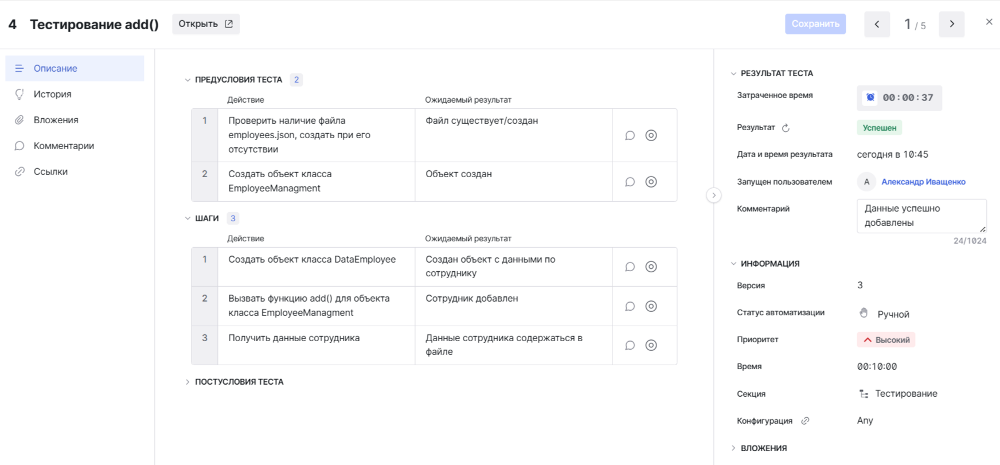 4 Тестирование add() Открыть Сохранить 1 / 5
Описание
История
Вложения
Комментарии
Ссылки
ПРЕДУСЛОВИЯ ТЕСТА 2
Действие Ожидаемый результат
1 Проверить наличие файла
employees.json, создать при его
отсутствии
Файл существует/создан
2 Создать объект класса
EmployeeManagment
Объект создан
ШАГИ 3
Действие Ожидаемый результат
1 Создать объект класса DataEmployee
Создан объект с данными по
сотруднику
2 Вызвать функцию add() для объекта
класса EmployeeManagment
Сотрудник добавлен
3 Получить данные сотрудника
Данные сотрудника содержаться в
файле
ПОСТУСЛОВИЯ ТЕСТА
РЕЗУЛЬТАТ ТЕСТА
Затраченное время 00:00:37
Результат Успешен
Дата и время результата сегодня в 10:45
Запущен пользователем А Александр Иващенко
Комментарий Данные успешно
добавлены
24/1024
ИНФОРМАЦИЯ
Версия 3
Статус автоматизации Ручной
Приоритет Высокий
Время 00:10:00
Секция Тестирование
Конфигурация Any
ВЛОЖЕНИЯ